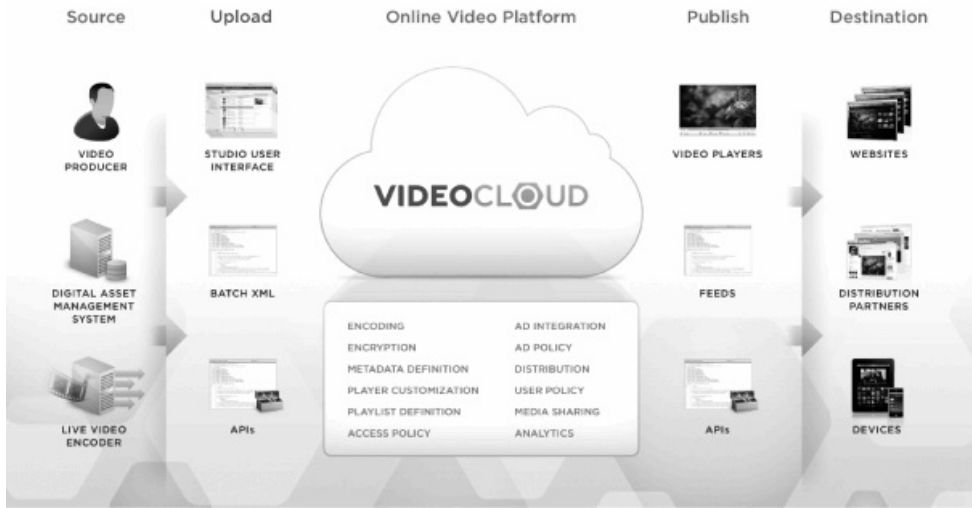 Source
Upload
Online Video Platform
Publish
Destination
VIDEO
PRODUCER
STUDIO USER
INTERFACE
VIDEO PLAYERS
WEBSITES
VIDEOCLOUD
DIGITAL ASSET
MANAGEMENT
SYSTEM
BATCH XML
FEEDS
DISTRIBUTION
PARTNERS
ENCODING
AD INTEGRATION
ENCRYPTION
AD POLICY
METADATA DEFINITION
DISTRIBUTION
PLAYER CUSTOMIZATION
USER POLICY
PLAYLIST DEFINITION
MEDIA SHARING
ACCESS POLICY
ANALYTICS
LIVE VIDEO
ENCODER
APIs
APIs
DEVICES